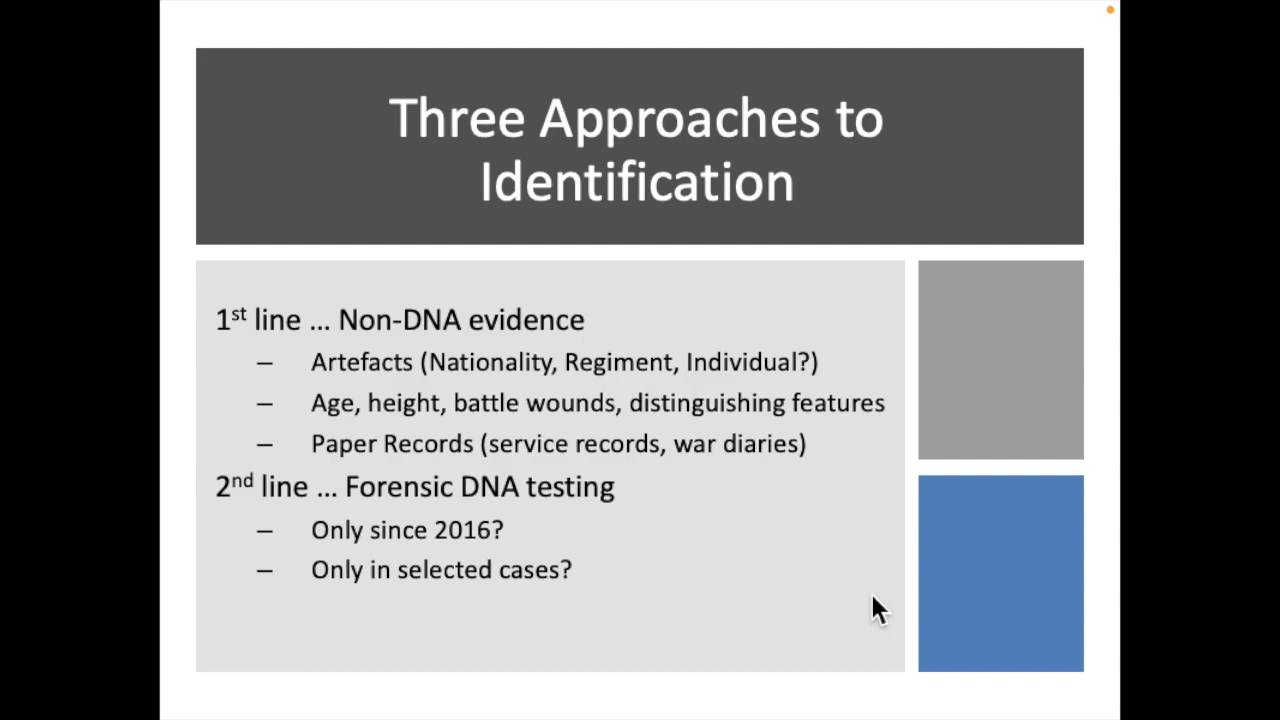 Three Approaches to
Identification
1st line ... Non-DNA evidence
– Artefacts (Nationality, Regiment, Individual?)
– Age, height, battle wounds, distinguishing features
– Paper Records (service records, war diaries)
2nd line ... Forensic DNA testing
– Only since 2016?
– Only in selected cases?